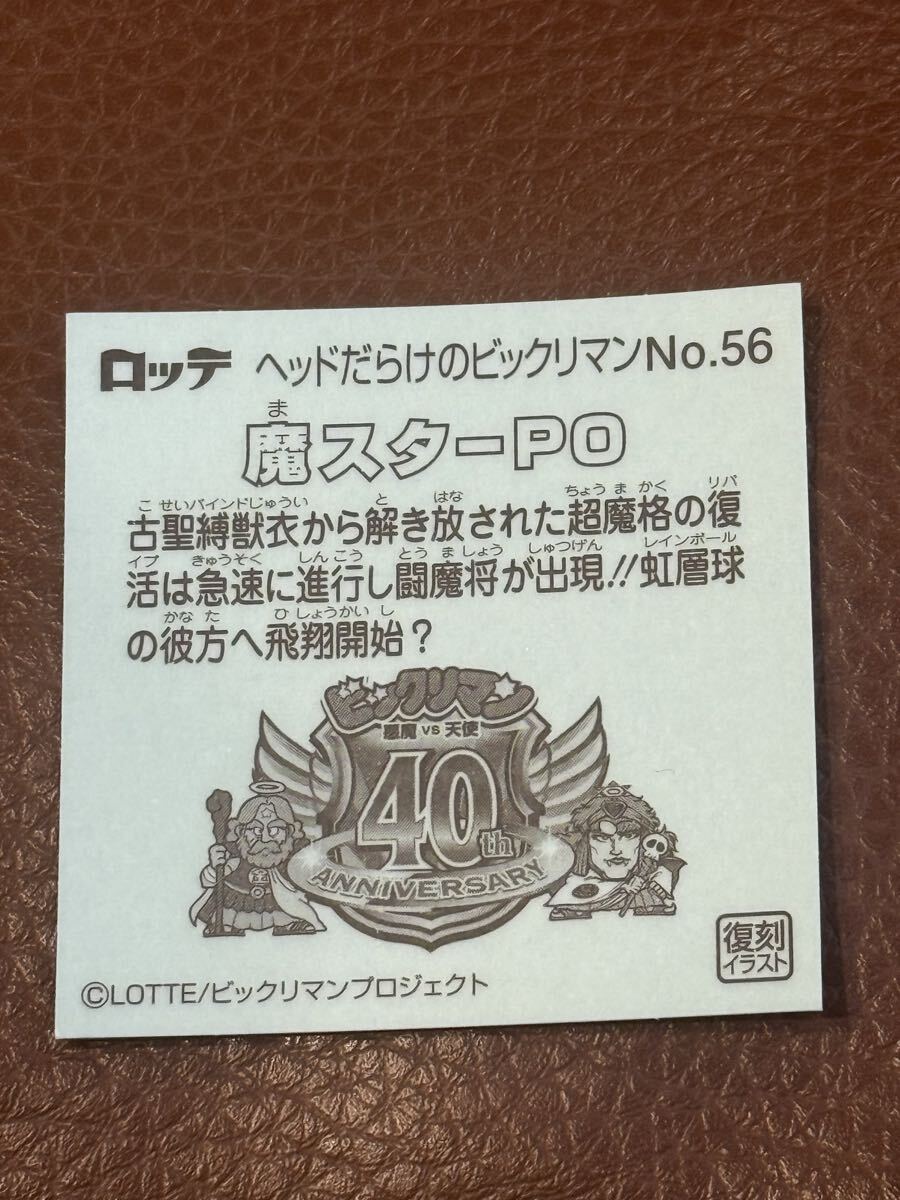 ロッテ ヘッドだらけのビックリマンNo.56
ま
魔スターPO
こ せいバインドじゅうい と はな ちょう ま かく リバ
古聖縛獣衣から解き放された超魔格の復
イブ きゅうそく しんこう とう ま しょう しゅつげん レインボール
活は急速に進行し闘魔将が出現!!虹層球
かなた ひしょうかいし
の彼方へ飛翔開始？
ビックリマン
悪魔 VS 天使
40th
ANNIVERSARY
復刻
イラスト
©LOTTE/ビックリマンプロジェクト